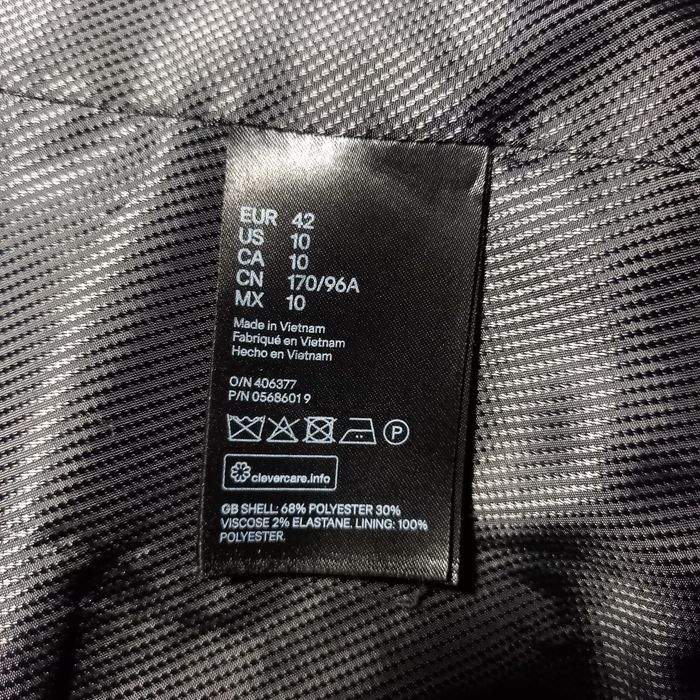 EUR 42
US 10
CA 10
CN 170/96A
MX 10
Made in Vietnam
Fabriqué en Vietnam
Hecho en Vietnam
O/N 406377
P/N 05686019
P
clevercare.info
GB SHELL: 68% POLYESTER 30%
VISCOSE 2% ELASTANE. LINING: 100%
POLYESTER.